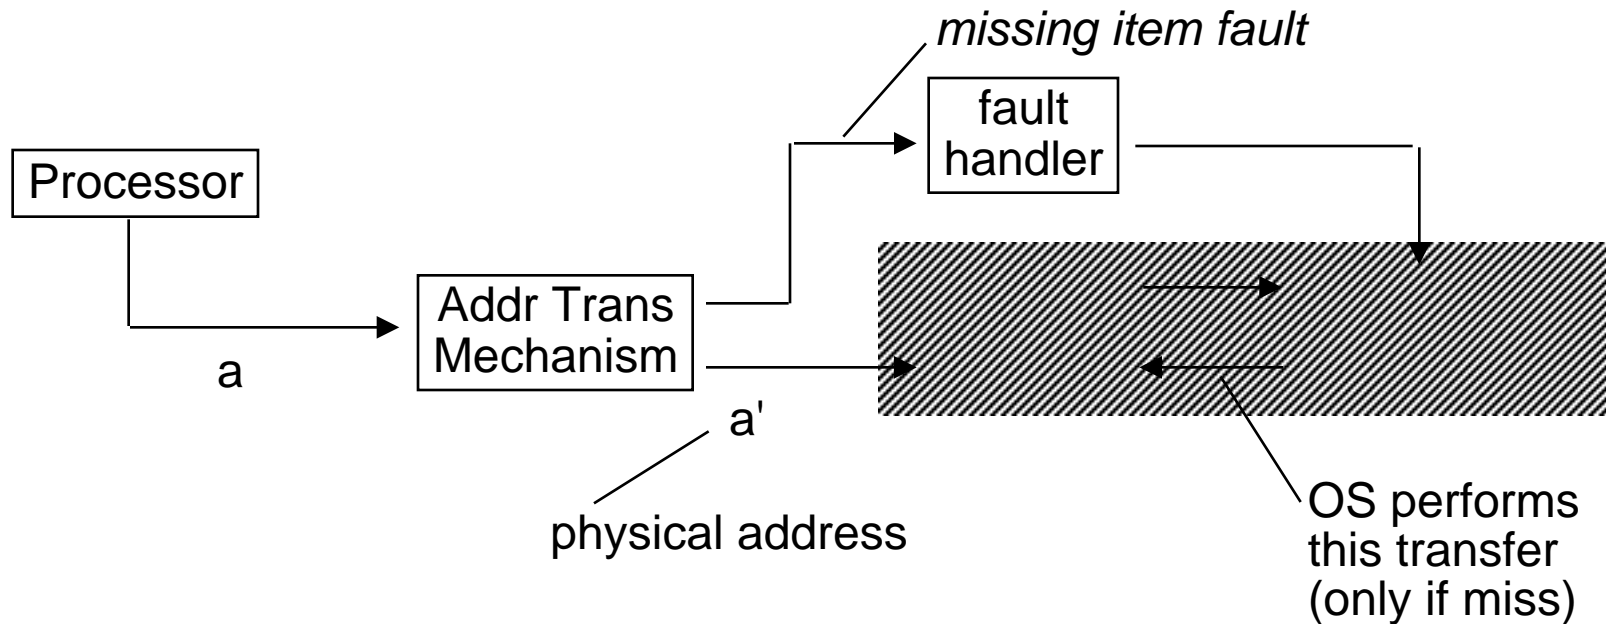 missing item fault
fault
handler
Processor
Addr Trans
Mechanism
a
a'
physical address
OS performs
this transfer
(only if miss)